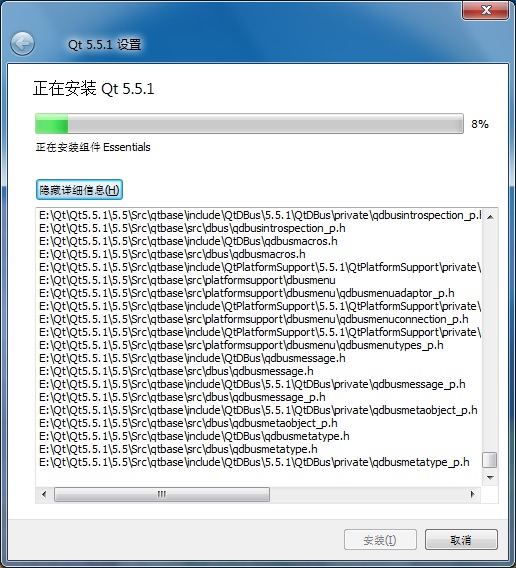 Qt 5.5.1 设置
正在安装 Qt 5.5.1
8%
正在安装组件 Essentials
隐藏详细信息(H)
E:\Qt\Qt5.5.1\5.5\Src\qtbase\include\QtDBus\5.5.1\QtDBus\private\qdbusintrospection_p.h
E:\Qt\Qt5.5.1\5.5\Src\qtbase\src\dbus\qdbusintrospection_p.h
E:\Qt\Qt5.5.1\5.5\Src\qtbase\include\QtDBus\qdbusmacros.h
E:\Qt\Qt5.5.1\5.5\Src\qtbase\src\dbus\qdbusmacros.h
E:\Qt\Qt5.5.1\5.5\Src\qtbase\include\QtPlatformSupport\5.5.1\QtPlatformSupport\private\
E:\Qt\Qt5.5.1\5.5\Src\qtbase\src\platformsupport\dbusmenu
E:\Qt\Qt5.5.1\5.5\Src\qtbase\src\platformsupport\dbusmenu\qdbusmenuadaptor_p.h
E:\Qt\Qt5.5.1\5.5\Src\qtbase\include\QtPlatformSupport\5.5.1\QtPlatformSupport\private\
E:\Qt\Qt5.5.1\5.5\Src\qtbase\src\platformsupport\dbusmenu\qdbusmenuconnection_p.h
E:\Qt\Qt5.5.1\5.5\Src\qtbase\include\QtPlatformSupport\5.5.1\QtPlatformSupport\private\
E:\Qt\Qt5.5.1\5.5\Src\qtbase\src\platformsupport\dbusmenu\qdbusmenutypes_p.h
E:\Qt\Qt5.5.1\5.5\Src\qtbase\include\QtDBus\qdbusmessage.h
E:\Qt\Qt5.5.1\5.5\Src\qtbase\src\dbus\qdbusmessage.h
E:\Qt\Qt5.5.1\5.5\Src\qtbase\include\QtDBus\5.5.1\QtDBus\private\qdbusmessage_p.h
E:\Qt\Qt5.5.1\5.5\Src\qtbase\src\dbus\qdbusmessage_p.h
E:\Qt\Qt5.5.1\5.5\Src\qtbase\include\QtDBus\5.5.1\QtDBus\private\qdbusmetaobject_p.h
E:\Qt\Qt5.5.1\5.5\Src\qtbase\src\dbus\qdbusmetaobject_p.h
E:\Qt\Qt5.5.1\5.5\Src\qtbase\include\QtDBus\qdbusmetatype.h
E:\Qt\Qt5.5.1\5.5\Src\qtbase\src\dbus\qdbusmetatype.h
E:\Qt\Qt5.5.1\5.5\Src\qtbase\include\QtDBus\5.5.1\QtDBus\private\qdbusmetatype_p.h
安装(I)
取消